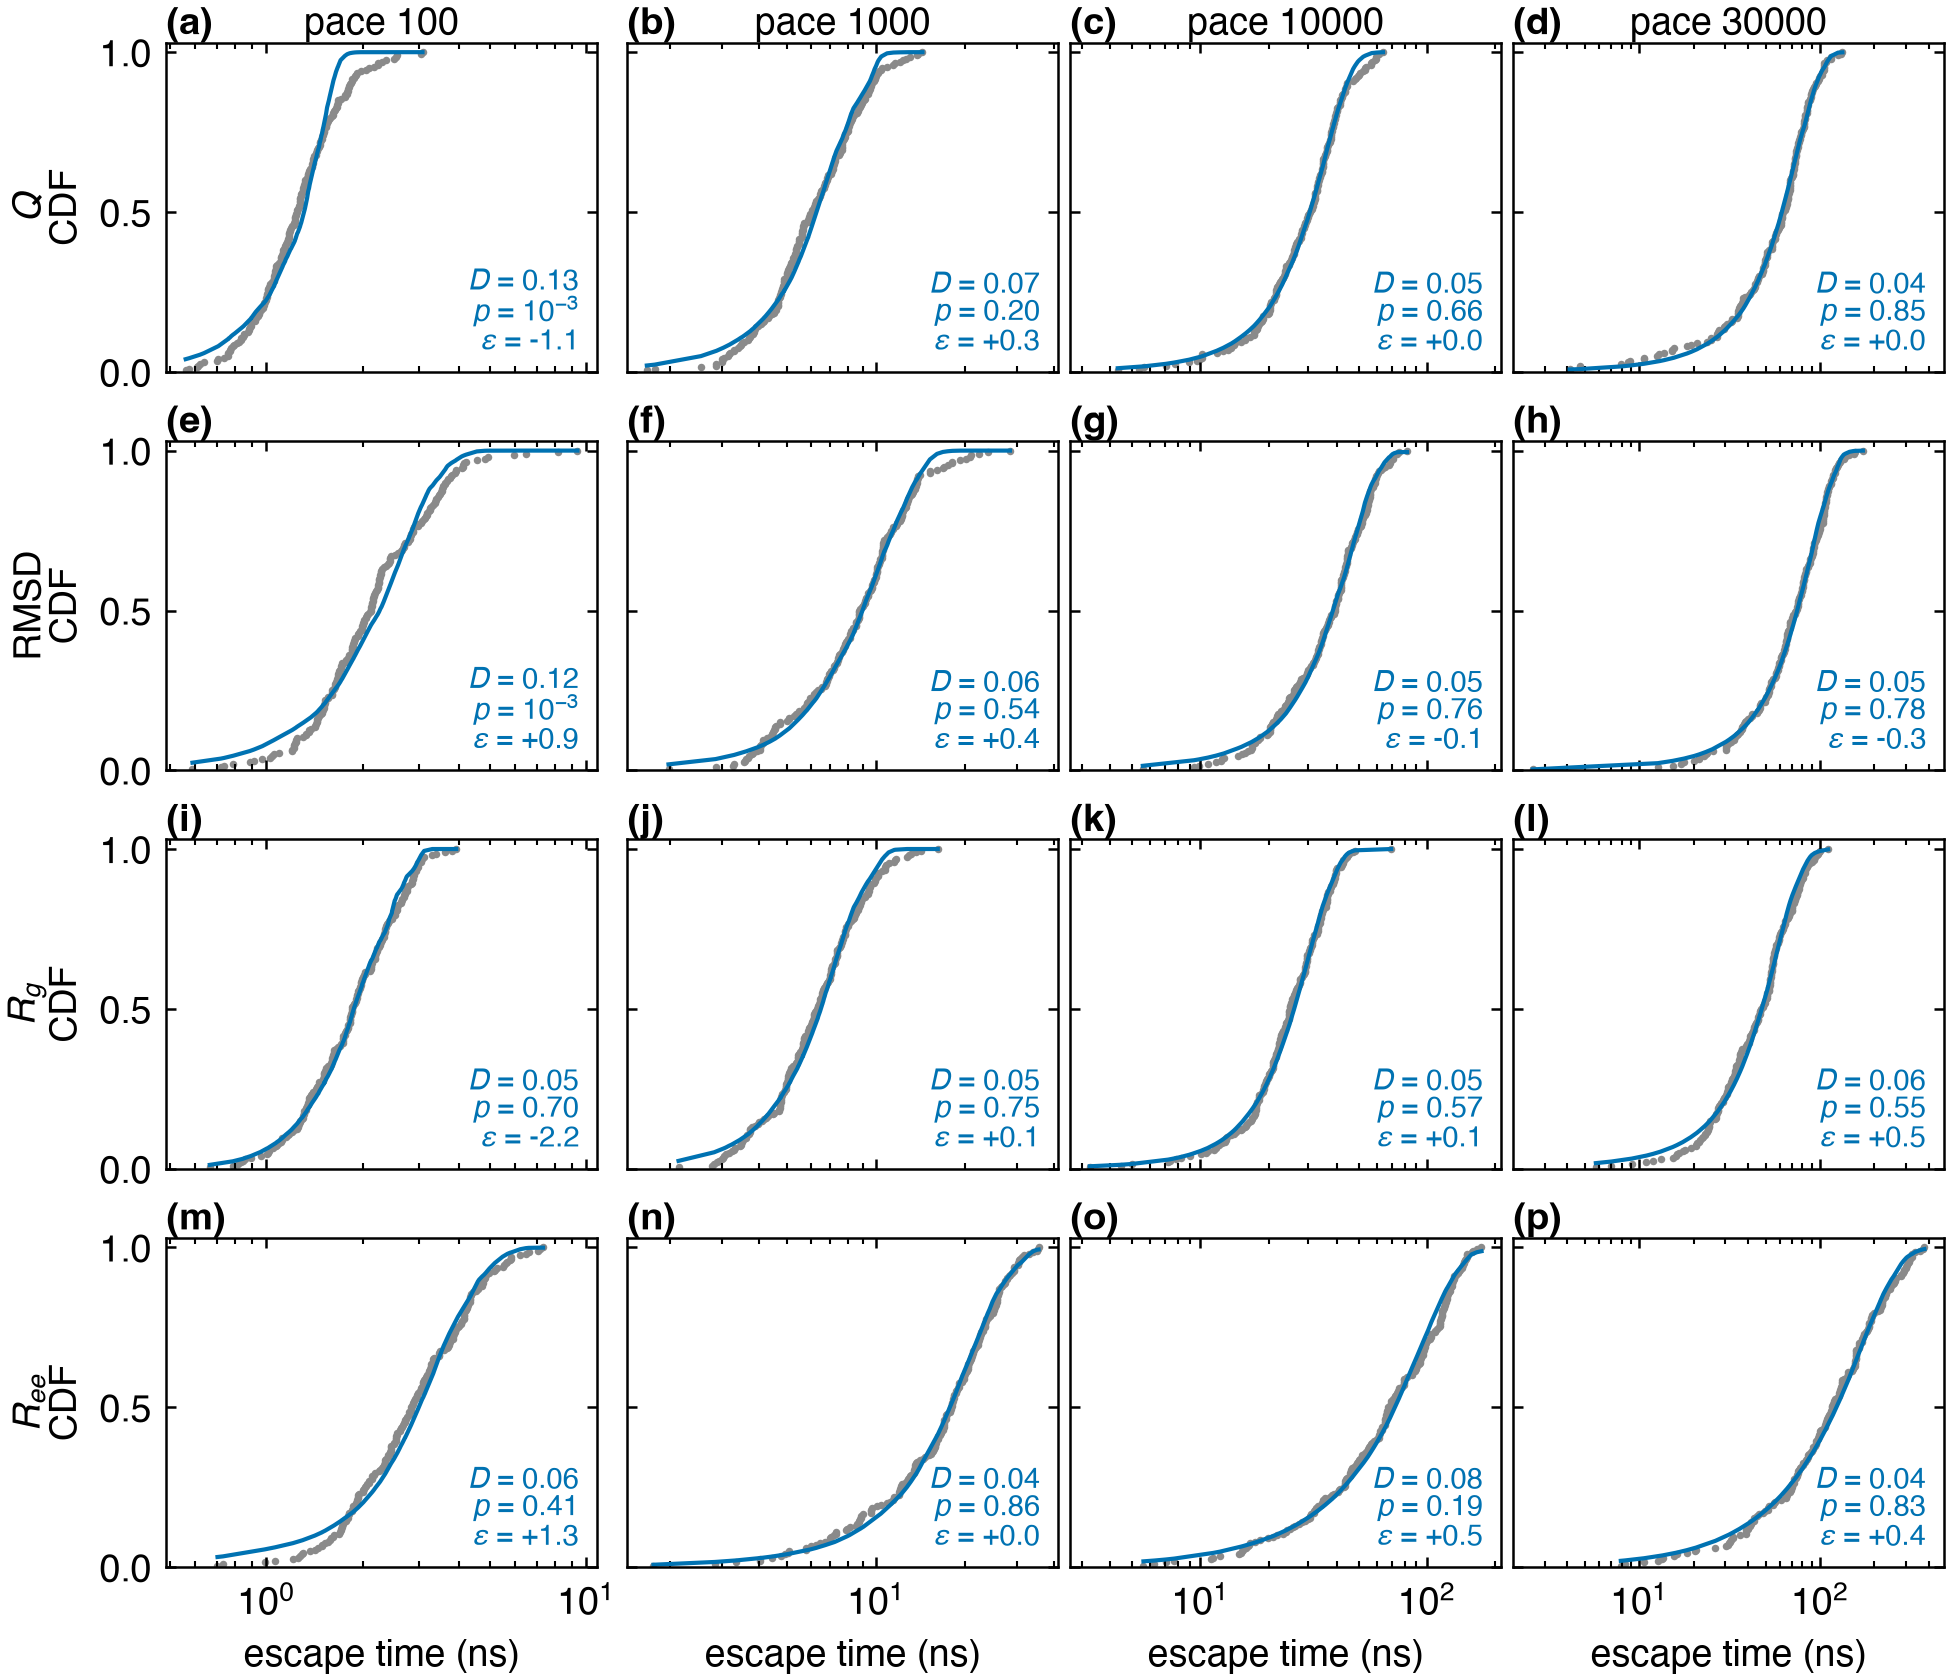 (a) pace 100
(b) pace 1000
(c) pace 10000
(d) pace 30000
Q
CDF
1.0
0.5
0.0
D = 0.13
p = 10⁻³
ε = -1.1
D = 0.07
p = 0.20
ε = +0.3
D = 0.05
p = 0.66
ε = +0.0
D = 0.04
p = 0.85
ε = +0.0
(e)
(f)
(g)
(h)
RMSD
CDF
1.0
0.5
0.0
D = 0.12
p = 10⁻³
ε = +0.9
D = 0.06
p = 0.54
ε = +0.4
D = 0.05
p = 0.76
ε = -0.1
D = 0.05
p = 0.78
ε = -0.3
(i)
(j)
(k)
(l)
R_g
CDF
1.0
0.5
0.0
D = 0.05
p = 0.70
ε = -2.2
D = 0.05
p = 0.75
ε = +0.1
D = 0.05
p = 0.57
ε = +0.1
D = 0.06
p = 0.55
ε = +0.5
(m)
(n)
(o)
(p)
R_ee
CDF
1.0
0.5
0.0
D = 0.06
p = 0.41
ε = +1.3
D = 0.04
p = 0.86
ε = +0.0
D = 0.08
p = 0.19
ε = +0.5
D = 0.04
p = 0.83
ε = +0.4
10⁰ 10¹
10¹
10¹ 10²
10¹ 10²
escape time (ns)
escape time (ns)
escape time (ns)
escape time (ns)